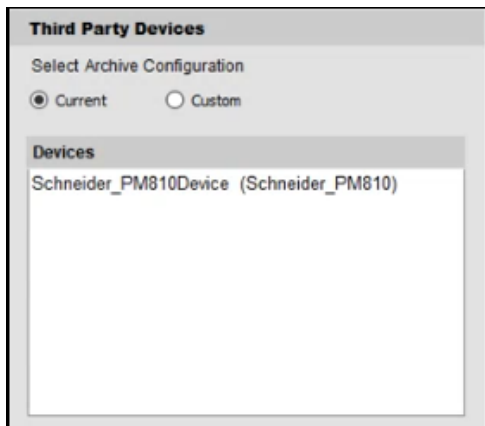 Third Party Devices
Select Archive Configuration
Current Custom
Devices
Schneider_PM810Device (Schneider_PM810)